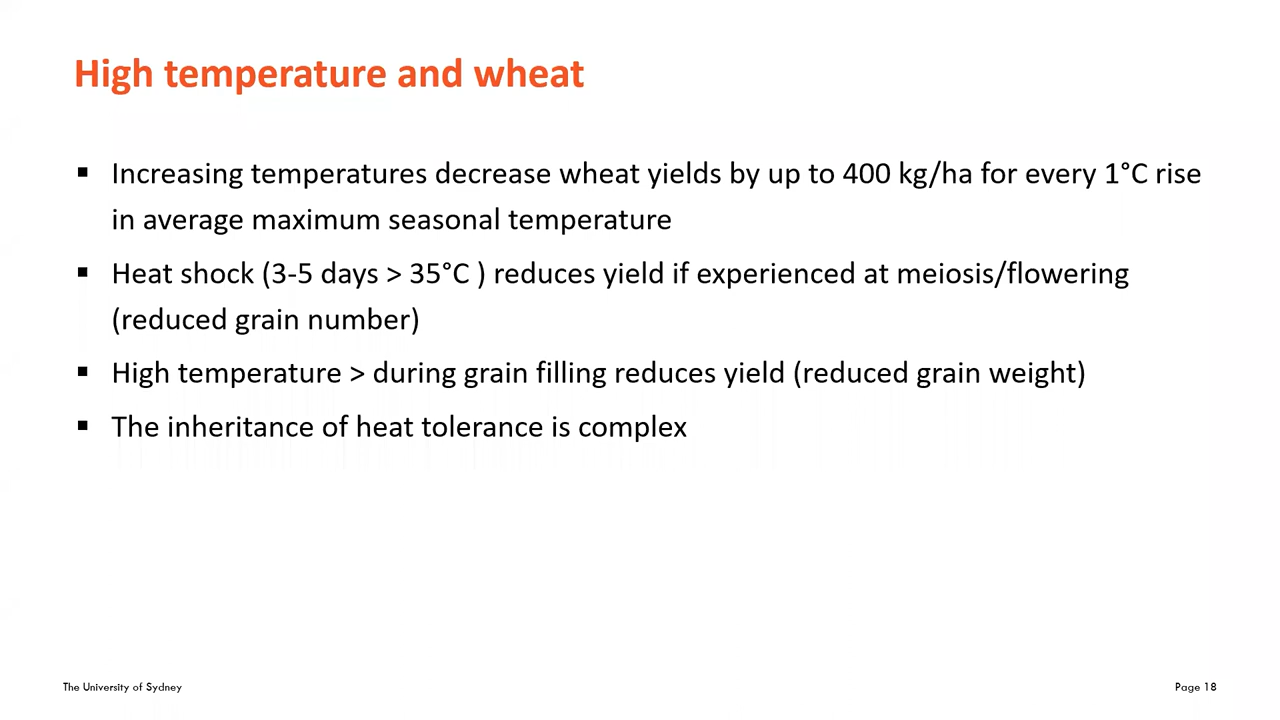 High temperature and wheat
▪ Increasing temperatures decrease wheat yields by up to 400 kg/ha for every 1°C rise
in average maximum seasonal temperature
▪ Heat shock (3-5 days > 35°C ) reduces yield if experienced at meiosis/flowering
(reduced grain number)
▪ High temperature > during grain filling reduces yield (reduced grain weight)
▪ The inheritance of heat tolerance is complex
The University of Sydney
Page 18